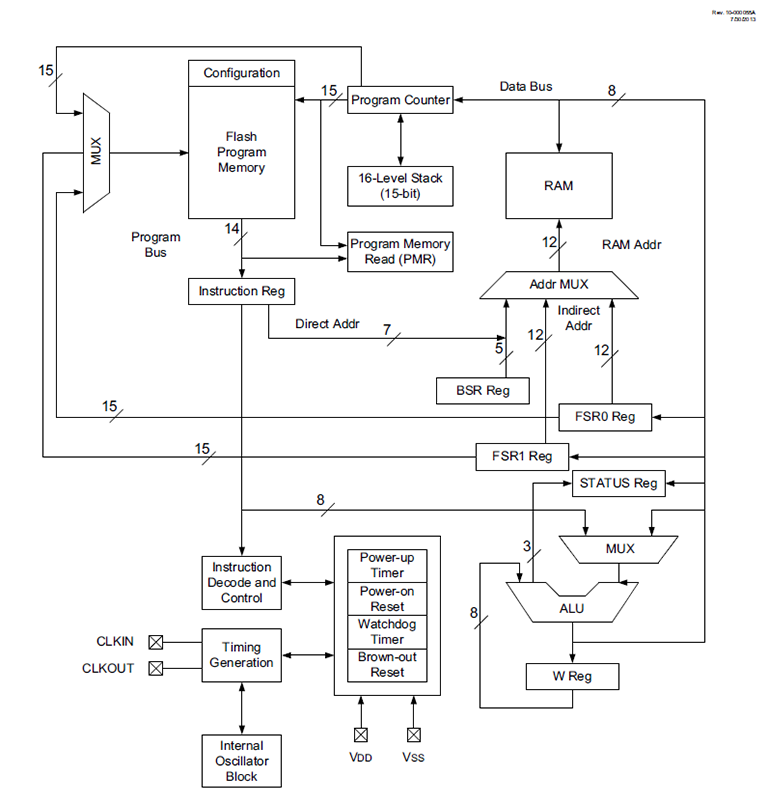 Rev. 10-000055A
7/30/2013
15
Configuration
15
Program Counter
Data Bus
8
MUX
Flash
Program
Memory
16-Level Stack
(15-bit)
RAM
14
Program
Bus
Program Memory
Read (PMR)
12
RAM Addr
Instruction Reg
Addr MUX
Direct Addr
7
Indirect
Addr
5
12
12
BSR Reg
15
FSR0 Reg
15
FSR1 Reg
STATUS Reg
8
3
MUX
Power-up
Timer
Instruction
Decode and
Control
Power-on
Reset
8
ALU
Watchdog
Timer
CLKIN
CLKOUT
Timing
Generation
Brown-out
Reset
W Reg
Internal
Oscillator
Block
VDD
VSS